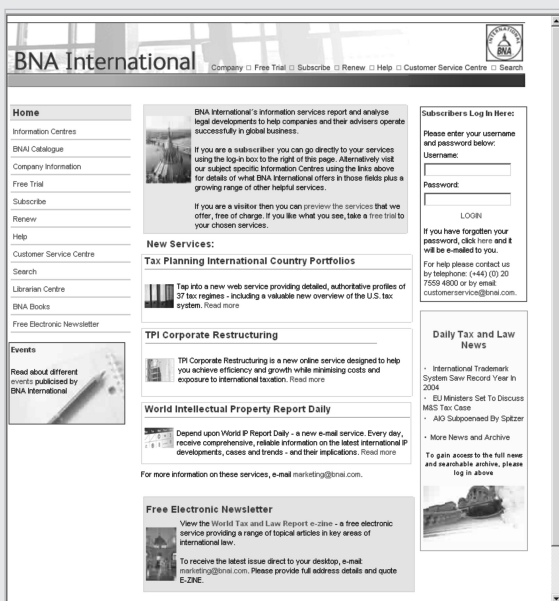 BNA International
INTERNATIONAL
BNA
Company □ Free Trial □ Subscribe □ Renew □ Help □ Customer Service Centre □ Search
Home
Information Centres
BNAI Catalogue
Company Information
Free Trial
Subscribe
Renew
Help
Customer Service Centre
Search
Librarian Centre
BNA Books
Free Electronic Newsletter
Events
Read about different
events publicised by
BNA International
BNA International's information services report and analyse
legal developments to help companies and their advisers operate
successfully in global business.
If you are a subscriber you can go directly to your services
using the log-in box to the right of this page. Alternatively visit
our subject specific Information Centres using the links above
for details of what BNA International offers in those fields plus a
growing range of other helpful services.
If you are a visitor then you can preview the services that we
offer, free of charge. If you like what you see, take a free trial to
your chosen services.
New Services:
Tax Planning International Country Portfolios
Tap into a new web service providing detailed, authoritative profiles of
37 tax regimes - including a valuable new overview of the U.S. tax
system. Read more
TPI Corporate Restructuring
TPI Corporate Restructuring is a new online service designed to help
you achieve efficiency and growth while minimising costs and
exposure to international taxation. Read more
World Intellectual Property Report Daily
Depend upon World IP Report Daily - a new e-mail service. Every day,
receive comprehensive, reliable information on the latest international IP
developments, cases and trends - and their implications. Read more
For more information on these services, e-mail marketing@bnai.com.
Free Electronic Newsletter
View the World Tax and Law Report e-zine - a free electronic
service providing a range of topical articles in key areas of
international law.
To receive the latest issue direct to your desktop, e-mail:
marketing@bnai.com. Please provide full address details and quote
E-ZINE.
Subscribers Log In Here:
Please enter your username
and password below:
Username:
Password:
LOGIN
If you have forgotten your
password, click here and it
will be e-mailed to you.
For help please contact us
by telephone: (+44) (0) 20
7559 4800 or by email:
customerservice@bnai.com.
Daily Tax and Law
News
· International Trademark
System Saw Record Year In
2004
· EU Ministers Set To Discuss
M&S Tax Case
· AIG Subpoenaed By Spitzer
· More News and Archive
To gain access to the full news
and searchable archive, please
log in above